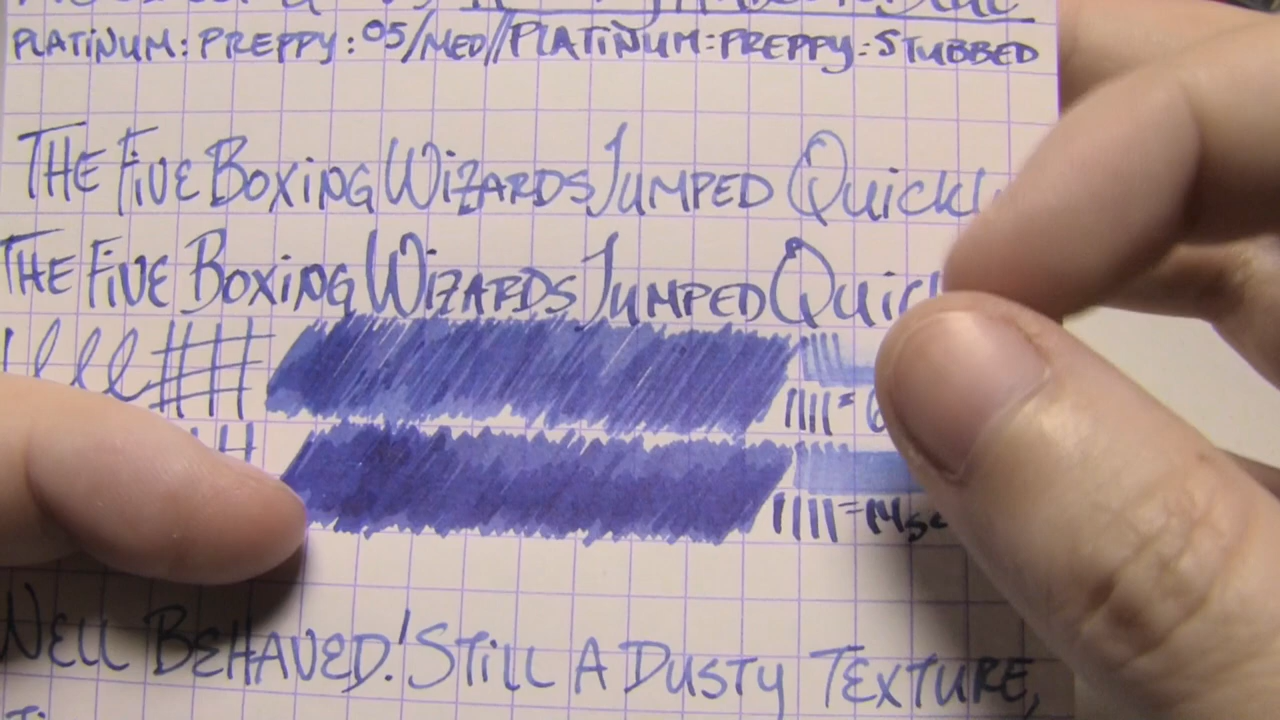 PLATINUM: PREPPY: 05/MED//PLATINUM: PREPPY: STUBBED
THE FIVE BOXING WIZARDS JUMPED Quickly
THE FIVE BOXING WIZARDS JUMPED Quick
WELL BEHAVED! STILL A DUSTY TEXTURE,